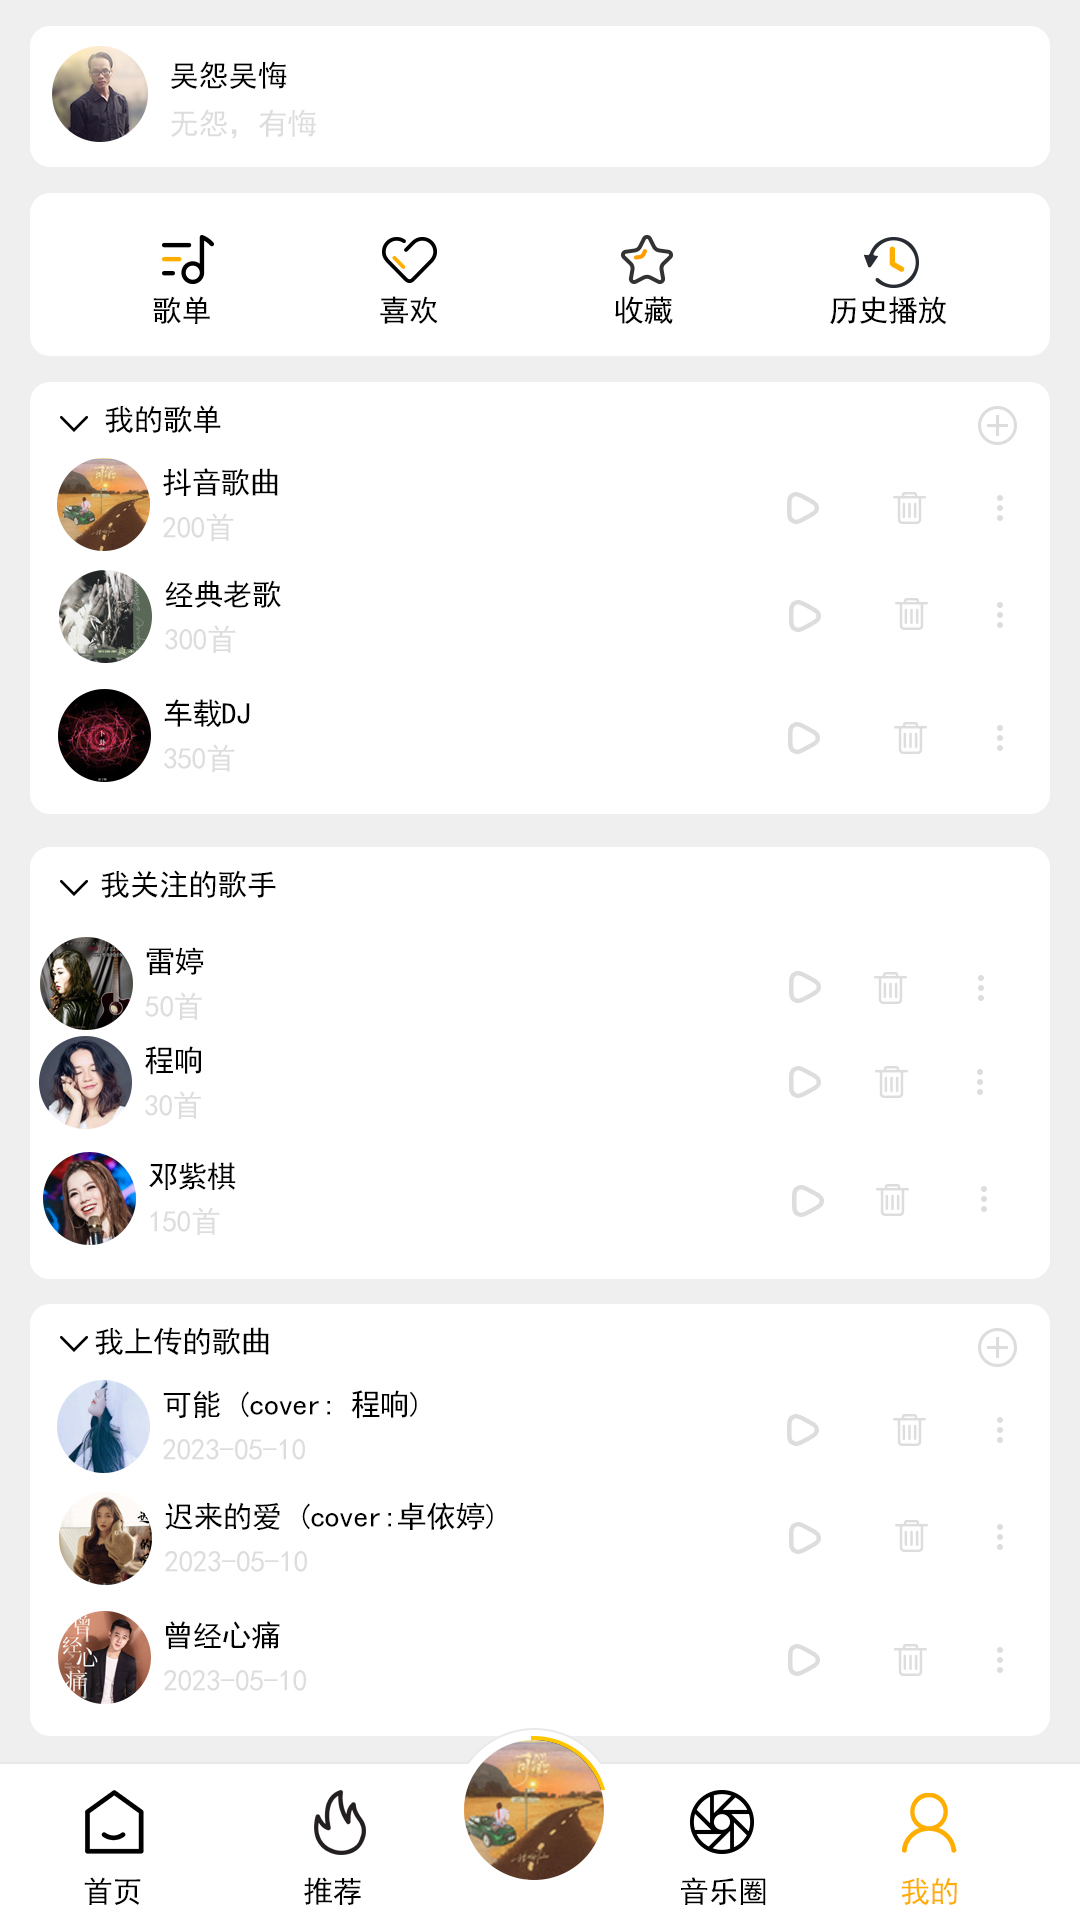 吴怨吴悔
无怨，有悔
歌单 喜欢 收藏 历史播放
我的歌单
抖音歌曲
200首
经典老歌
300首
车载DJ
350首
我关注的歌手
雷婷
50首
程响
30首
邓紫棋
150首
我上传的歌曲
可能（cover: 程响）
2023-05-10
迟来的爱（cover:卓依婷）
2023-05-10
曾经心痛
曾
经心
痛
2023-05-10
首页 推荐 音乐圈 我的